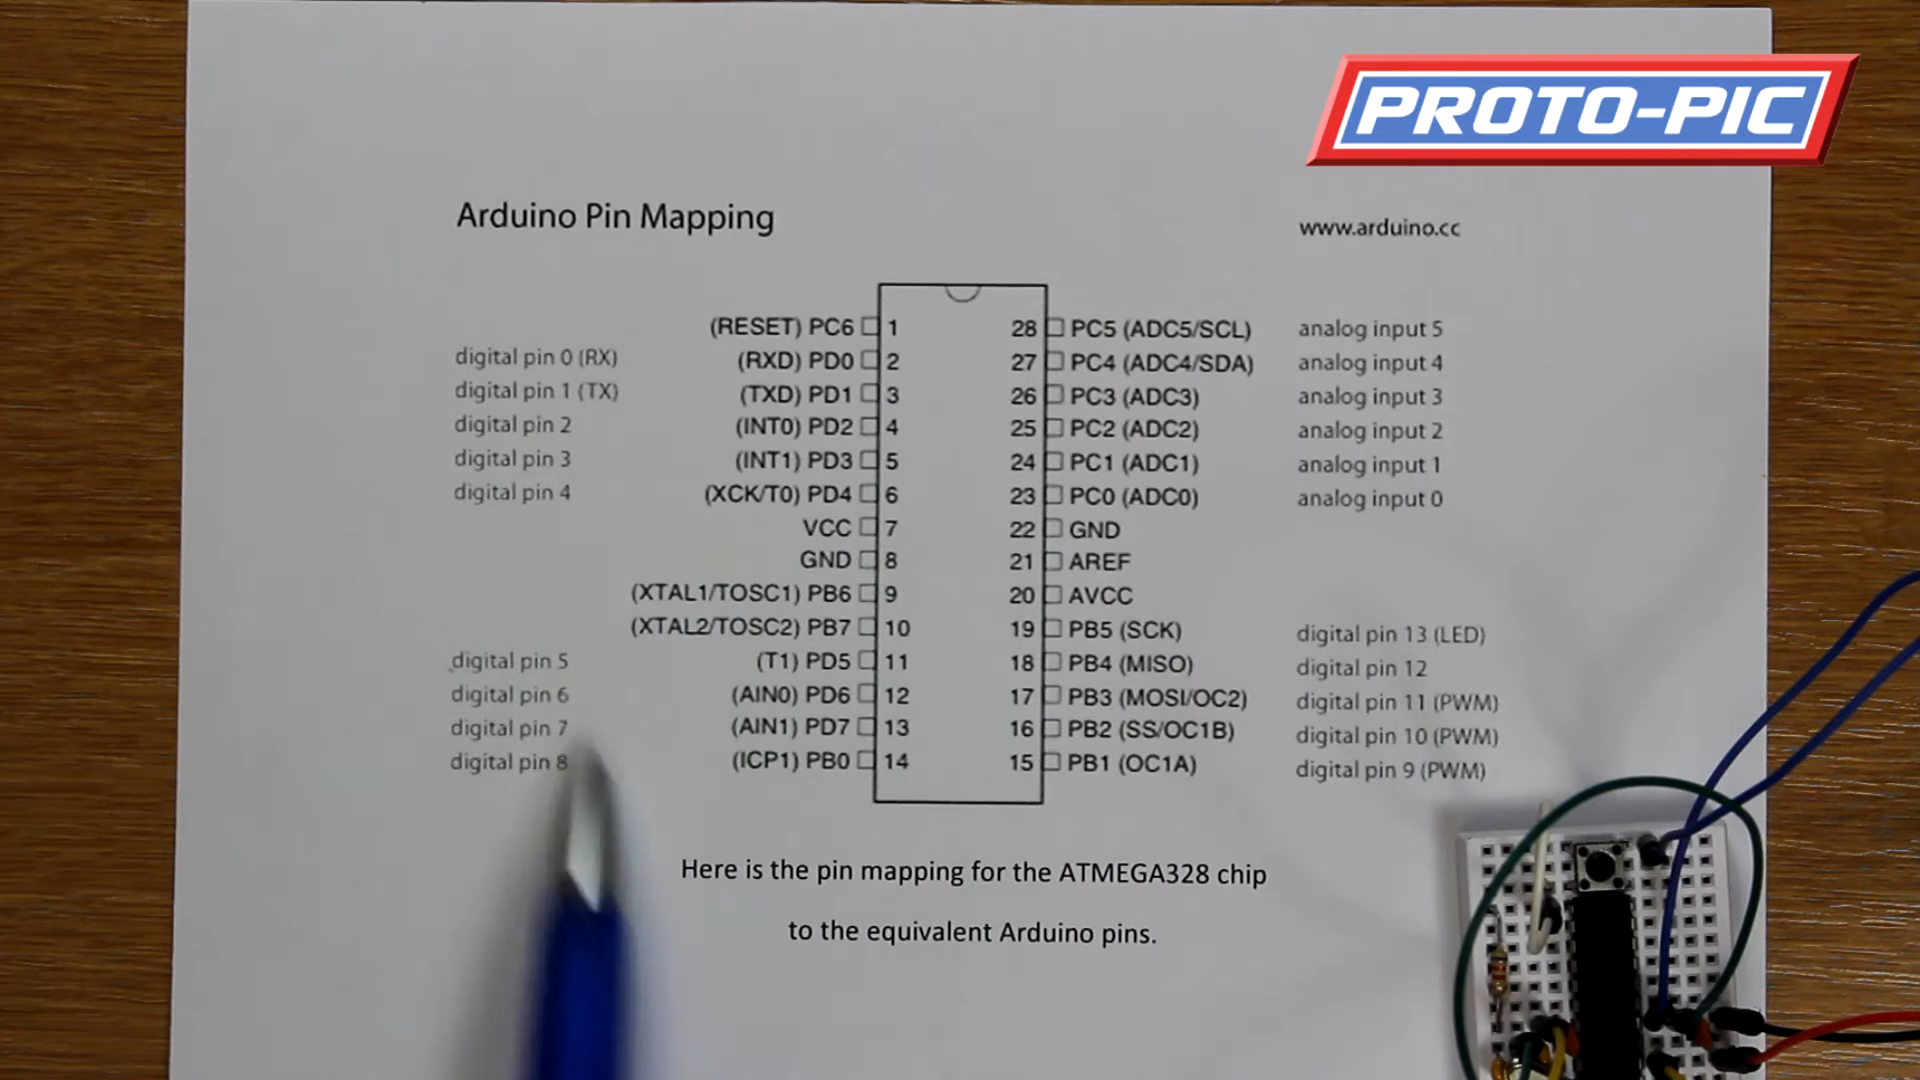 PROTO-PIC
Arduino Pin Mapping
www.arduino.cc
(RESET) PC6 1 28 PC5 (ADC5/SCL) analog input 5
digital pin 0 (RX) (RXD) PD0 2 27 PC4 (ADC4/SDA) analog input 4
digital pin 1 (TX) (TXD) PD1 3 26 PC3 (ADC3) analog input 3
digital pin 2 (INT0) PD2 4 25 PC2 (ADC2) analog input 2
digital pin 3 (INT1) PD3 5 24 PC1 (ADC1) analog input 1
digital pin 4 (XCK/T0) PD4 6 23 PC0 (ADC0) analog input 0
VCC 7 22 GND
GND 8 21 AREF
(XTAL1/TOSC1) PB6 9 20 AVCC
(XTAL2/TOSC2) PB7 10 19 PB5 (SCK) digital pin 13 (LED)
digital pin 5 (T1) PD5 11 18 PB4 (MISO) digital pin 12
digital pin 6 (AIN0) PD6 12 17 PB3 (MOSI/OC2) digital pin 11 (PWM)
digital pin 7 (AIN1) PD7 13 16 PB2 (SS/OC1B) digital pin 10 (PWM)
digital pin 8 (ICP1) PB0 14 15 PB1 (OC1A) digital pin 9 (PWM)
Here is the pin mapping for the ATMEGA328 chip
to the equivalent Arduino pins.